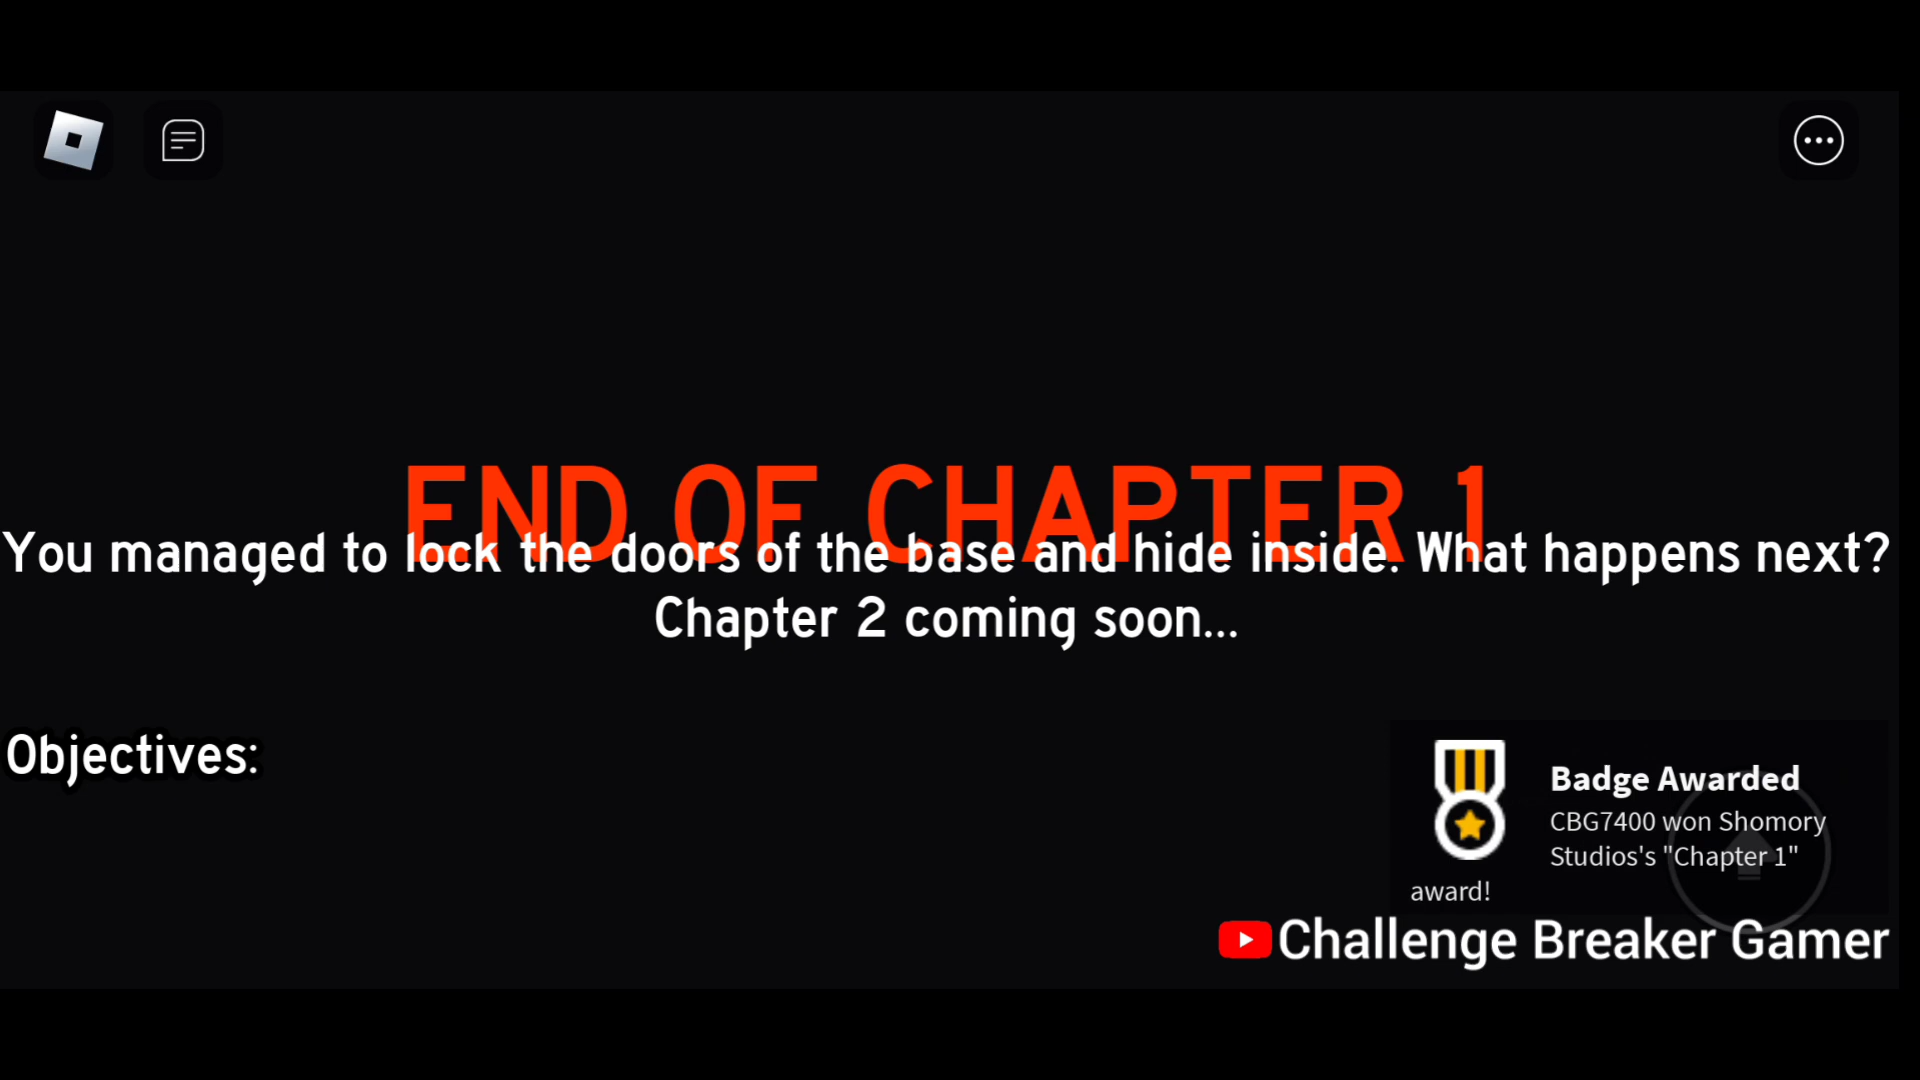 END OF CHAPTER 1
You managed to lock the doors of the base and hide inside. What happens next?
Chapter 2 coming soon...
Objectives:
Badge Awarded
CBG7400 won Shomory
Studios's "Chapter 1"
award!
Challenge Breaker Gamer